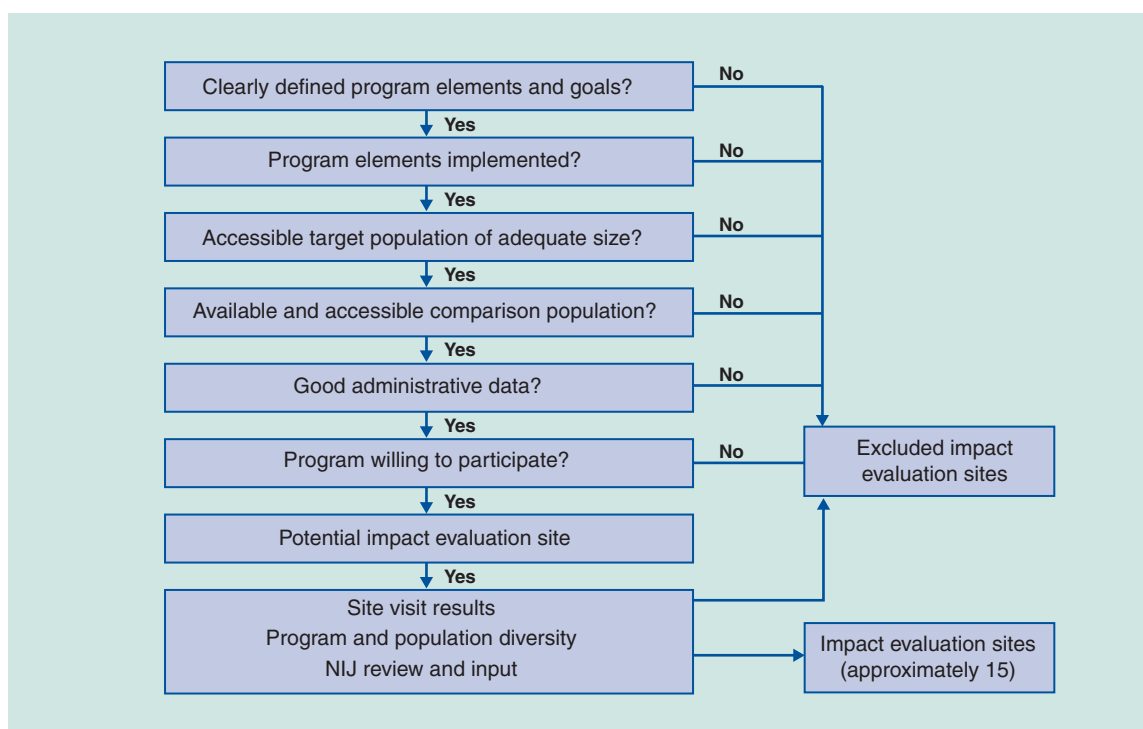 Clearly defined program elements and goals?
No
Yes
Program elements implemented?
No
Yes
Accessible target population of adequate size?
No
Yes
Available and accessible comparison population?
No
Yes
Good administrative data?
No
Yes
Program willing to participate?
No
Excluded impact
evaluation sites
Yes
Potential impact evaluation site
Yes
Site visit results
Program and population diversity
NIJ review and input
Impact evaluation sites
(approximately 15)